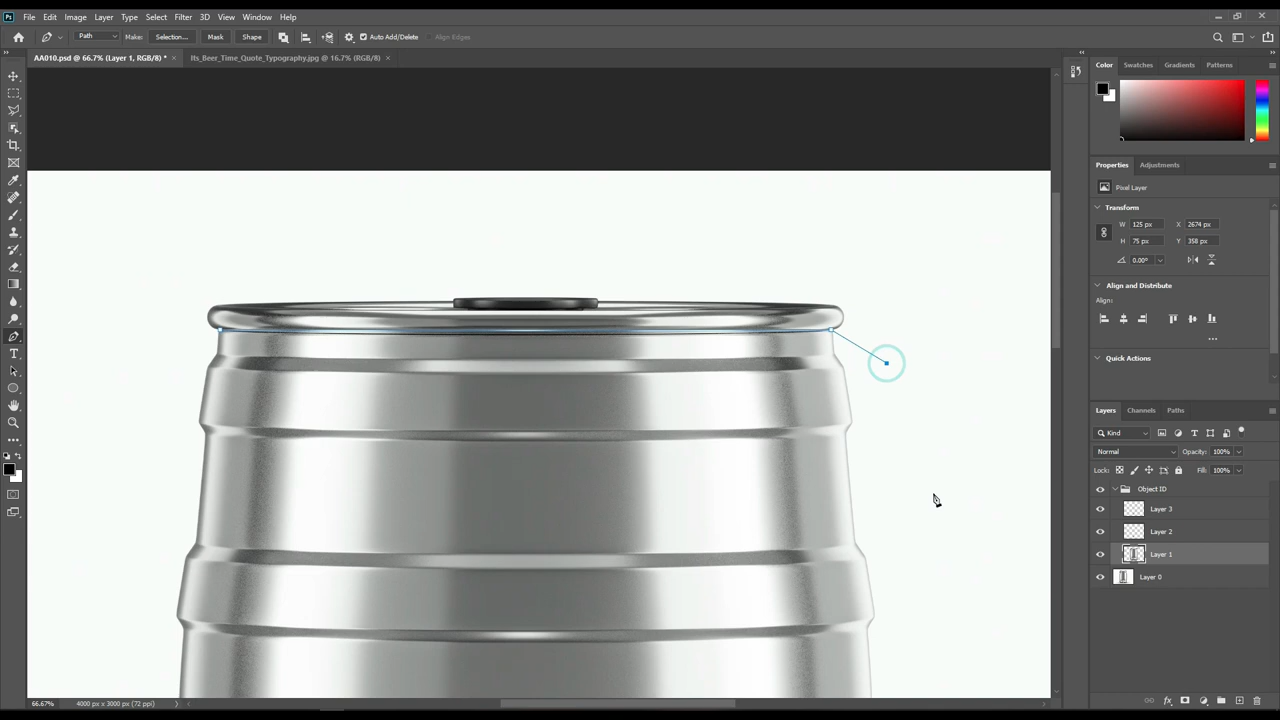 Ps File Edit Image Layer Type Select Filter 3D View Window Help
Path Make: Selection... Mask Shape Auto Add/Delete Align Edges
AA010.psd @ 66.7% (Layer 1, RGB/8) * × Its_Beer_Time_Quote_Typography.jpg @ 16.7% (RGB/8) ×
Color Swatches Gradients Patterns
Properties Adjustments
Pixel Layer
Transform
W 125 px X 2674 px
H 75 px Y 358 px
0.00°
Align and Distribute
Align:
Quick Actions
Layers Channels Paths
Kind
Normal Opacity: 100%
Lock: Fill: 100%
Object ID
Layer 3
Layer 2
Layer 1
Layer 0
66.67% 4000 px x 3000 px (72 ppi)